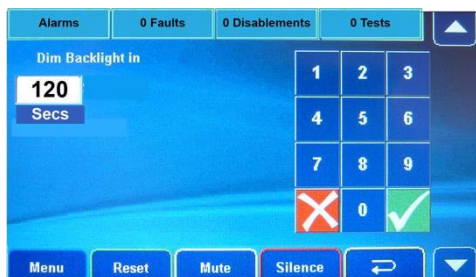 Alarms 0 Faults 0 Disablements 0 Tests
Dim Backlight in
120
Secs
1 2 3
4 5 6
7 8 9
0
Menu Reset Mute Silence